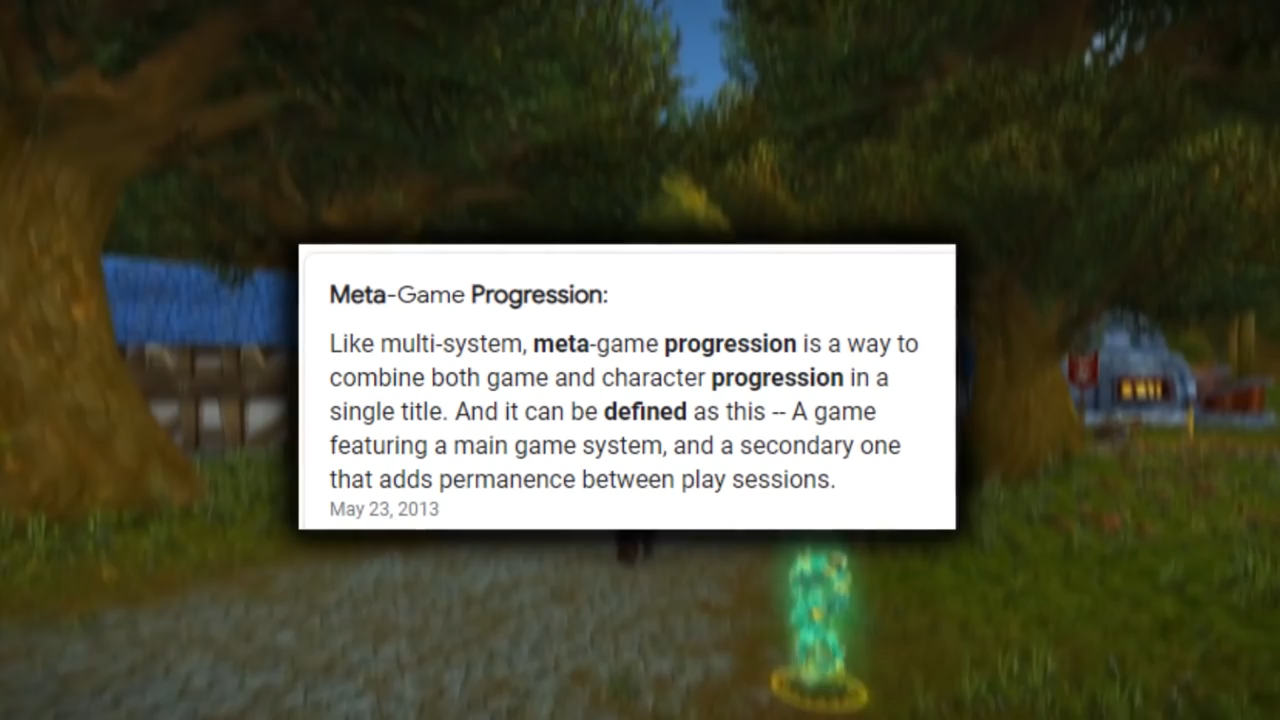 Meta-Game Progression:
Like multi-system, meta-game progression is a way to
combine both game and character progression in a
single title. And it can be defined as this -- A game
featuring a main game system, and a secondary one
that adds permanence between play sessions.
May 23, 2013